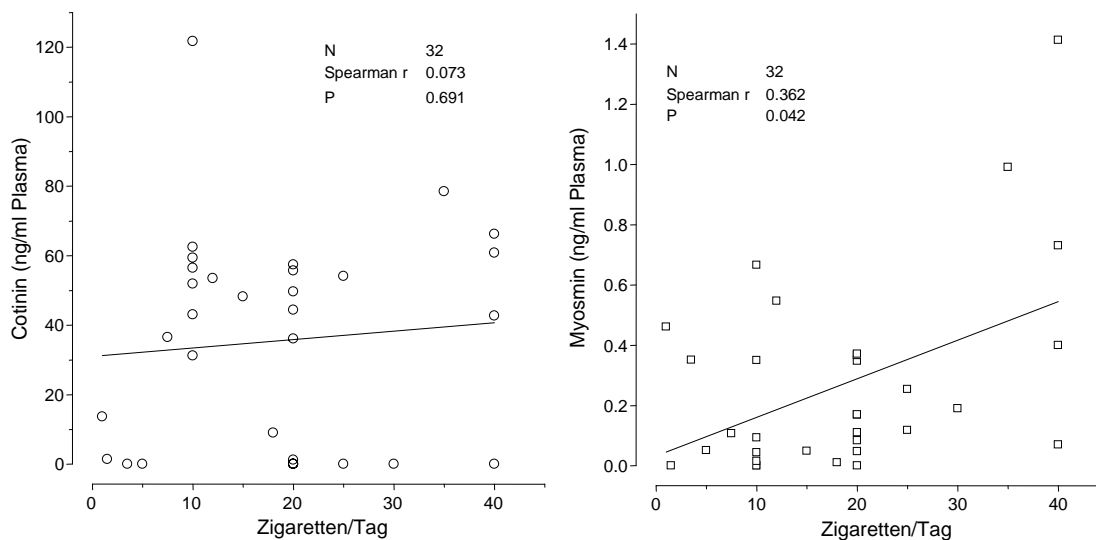 120
100
80
60
40
20
0
0 10 20 30 40
Cotinin (ng/ml Plasma)
Zigaretten/Tag
N 32
Spearman r 0.073
P 0.691
1.4
1.2
1.0
0.8
0.6
0.4
0.2
0.0
0 10 20 30 40
Myosmin (ng/ml Plasma)
Zigaretten/Tag
N 32
Spearman r 0.362
P 0.042